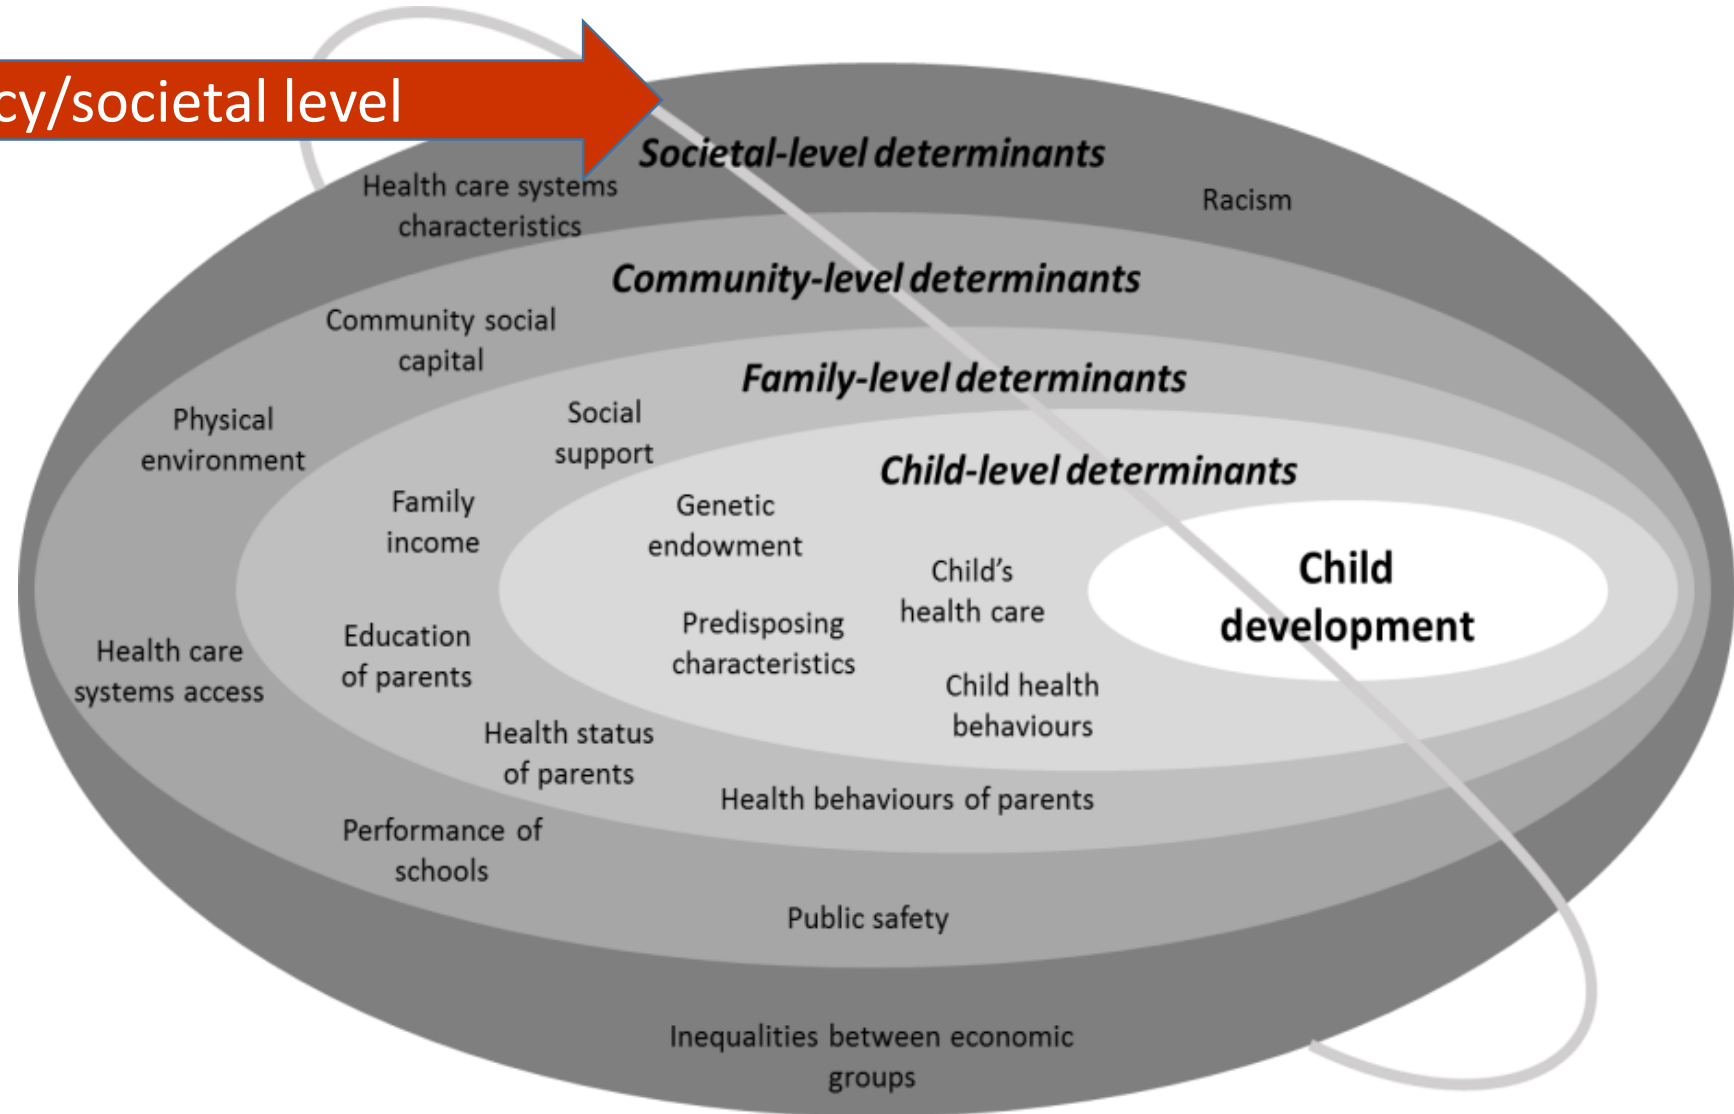 cy/societal level
Societal-level determinants
Health care systems
characteristics
Racism
Community-level determinants
Community social
capital
Family-level determinants
Physical
environment
Social
support
Child-level determinants
Family
income
Genetic
endowment
Child’s
health care
Child
development
Education
of parents
Predisposing
characteristics
Health care
systems access
Child health
behaviours
Health status
of parents
Health behaviours of parents
Performance of
schools
Public safety
Inequalities between economic
groups